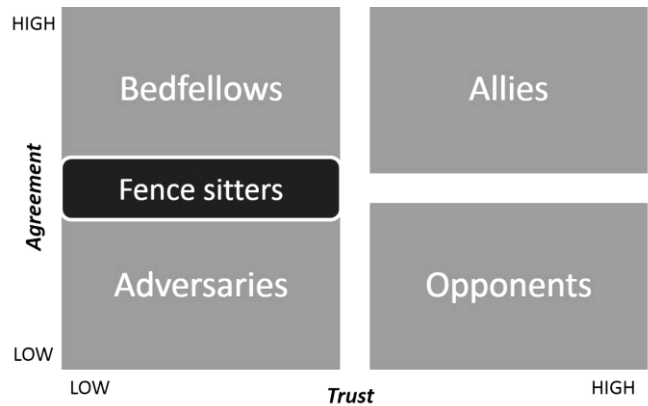 HIGH
Bedfellows
Allies
Fence sitters
Agreement
Adversaries
Opponents
LOW
LOW
Trust
HIGH